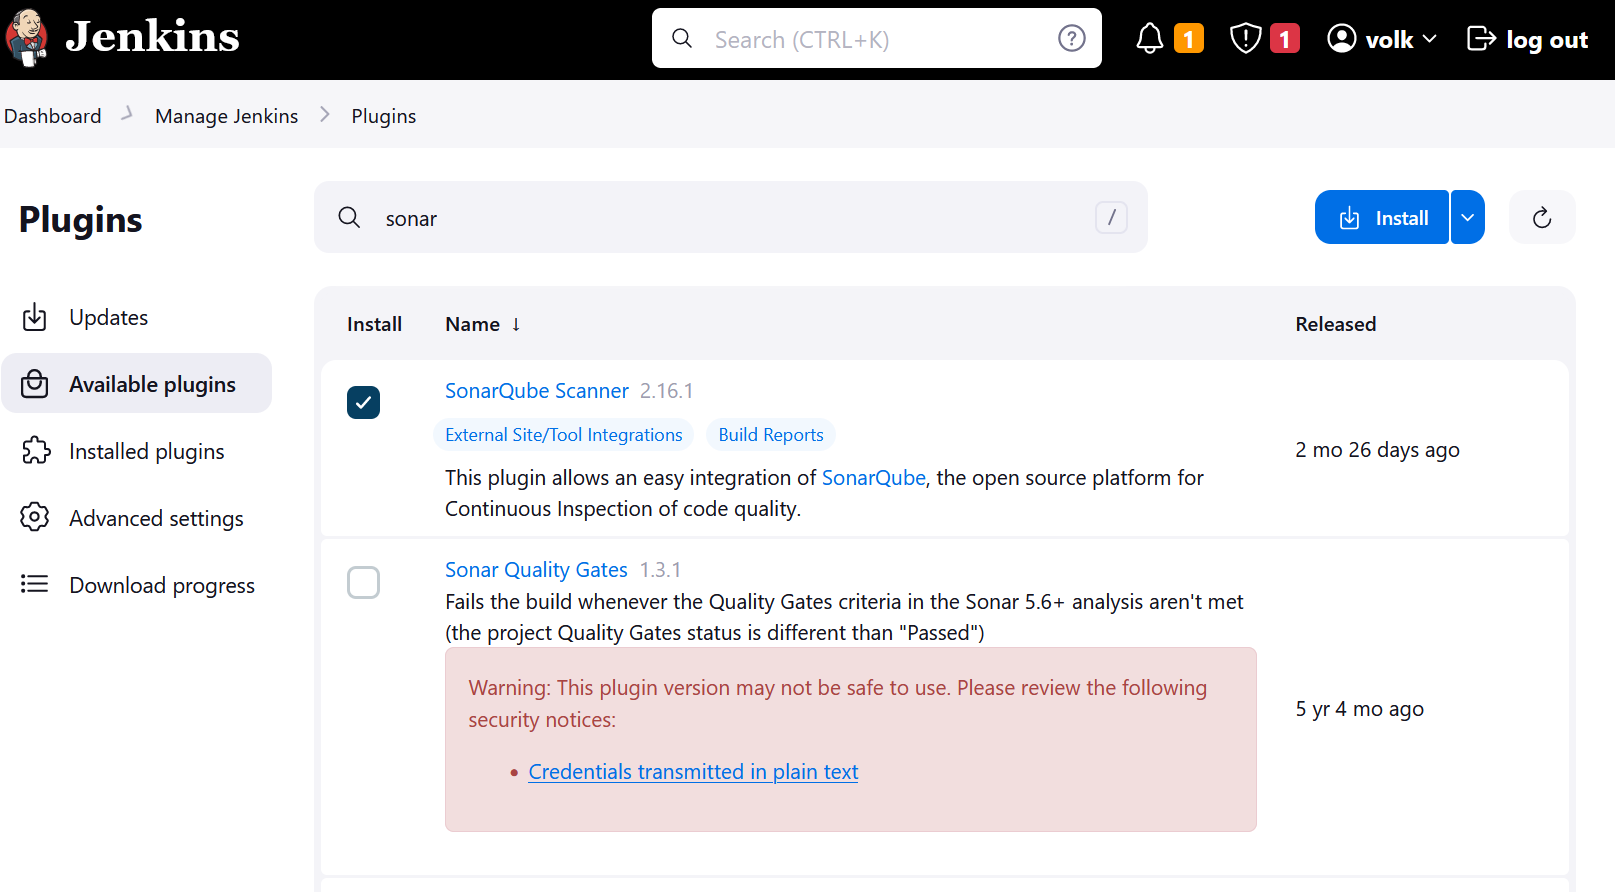 Jenkins
Search (CTRL+K)
1
1
volk
log out
Dashboard
Manage Jenkins
Plugins
Plugins
sonar
/
Install
Updates
Available plugins
Installed plugins
Advanced settings
Download progress
Install
Name ↓
Released
SonarQube Scanner 2.16.1
External Site/Tool Integrations
Build Reports
This plugin allows an easy integration of SonarQube, the open source platform for
Continuous Inspection of code quality.
2 mo 26 days ago
Sonar Quality Gates 1.3.1
Fails the build whenever the Quality Gates criteria in the Sonar 5.6+ analysis aren't met
(the project Quality Gates status is different than "Passed")
Warning: This plugin version may not be safe to use. Please review the following
security notices:
• Credentials transmitted in plain text
5 yr 4 mo ago